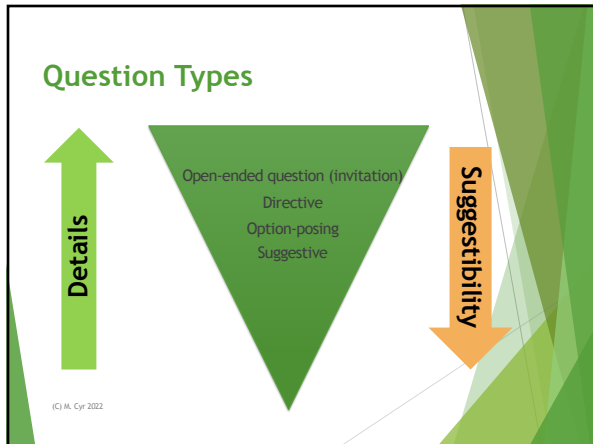 Question Types
Details
Open-ended question (invitation)
Directive
Option-posing
Suggestive
Suggestibility
(C) M. Cyr 2022